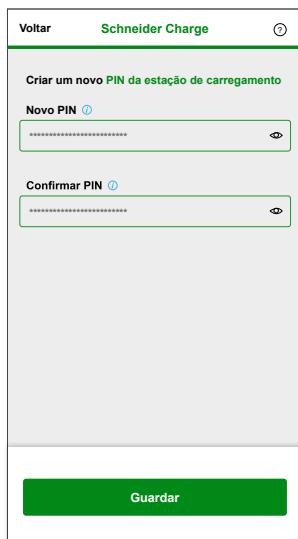 Voltar Schneider Charge ?
Criar um novo PIN da estação de carregamento
Novo PIN i
*************************
Confirmar PIN i
*************************
Guardar